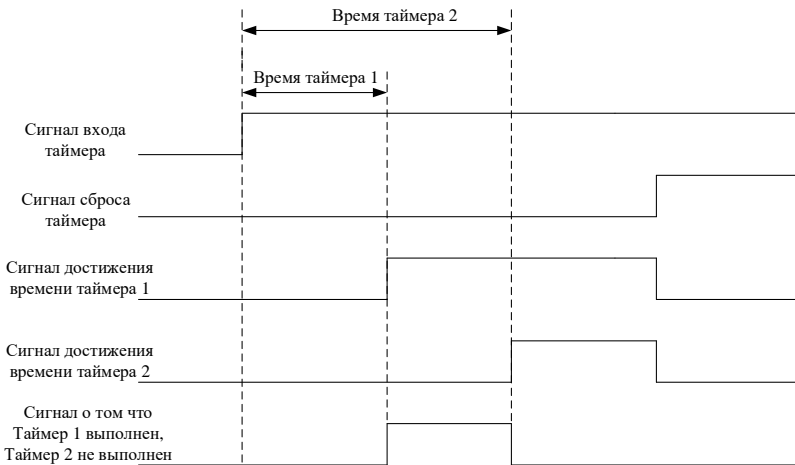 Время таймера 2
Время таймера 1
Сигнал входа
таймера
Сигнал сброса
таймера
Сигнал достижения
времени таймера 1
Сигнал достижения
времени таймера 2
Сигнал о том что
Таймер 1 выполнен,
Таймер 2 не выполнен